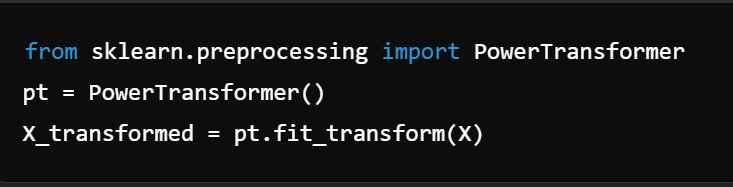 from sklearn.preprocessing import PowerTransformer
pt = PowerTransformer()
X_transformed = pt.fit_transform(X)